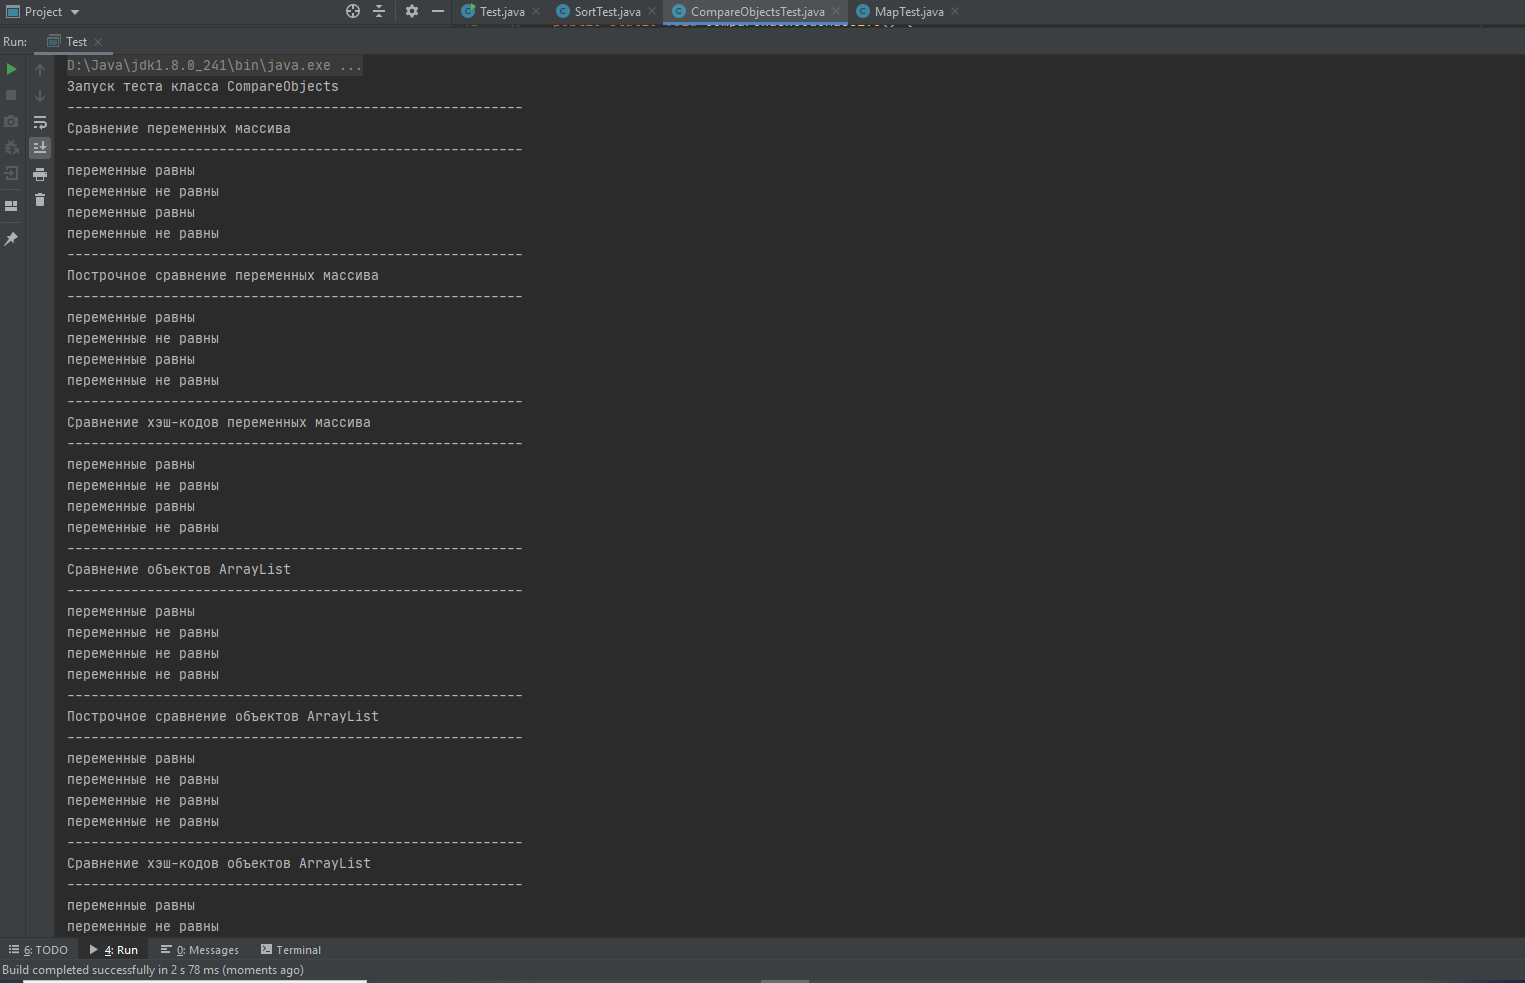 Project
Test.java
SortTest.java
CompareObjectsTest.java
MapTest.java
Run:
Test
D:\Java\jdk1.8.0_241\bin\java.exe ...
Запуск теста класса CompareObjects
---------------------------------------------------------
Сравнение переменных массива
---------------------------------------------------------
переменные равны
переменные не равны
переменные равны
переменные не равны
---------------------------------------------------------
Построчное сравнение переменных массива
---------------------------------------------------------
переменные равны
переменные не равны
переменные равны
переменные не равны
---------------------------------------------------------
Сравнение хэш-кодов переменных массива
---------------------------------------------------------
переменные равны
переменные не равны
переменные равны
переменные не равны
---------------------------------------------------------
Сравнение объектов ArrayList
---------------------------------------------------------
переменные равны
переменные не равны
переменные не равны
переменные не равны
---------------------------------------------------------
Построчное сравнение объектов ArrayList
---------------------------------------------------------
переменные равны
переменные не равны
переменные не равны
переменные не равны
---------------------------------------------------------
Сравнение хэш-кодов объектов ArrayList
---------------------------------------------------------
переменные равны
переменные не равны
6: TODO
4: Run
0: Messages
Terminal
Build completed successfully in 2 s 78 ms (moments ago)